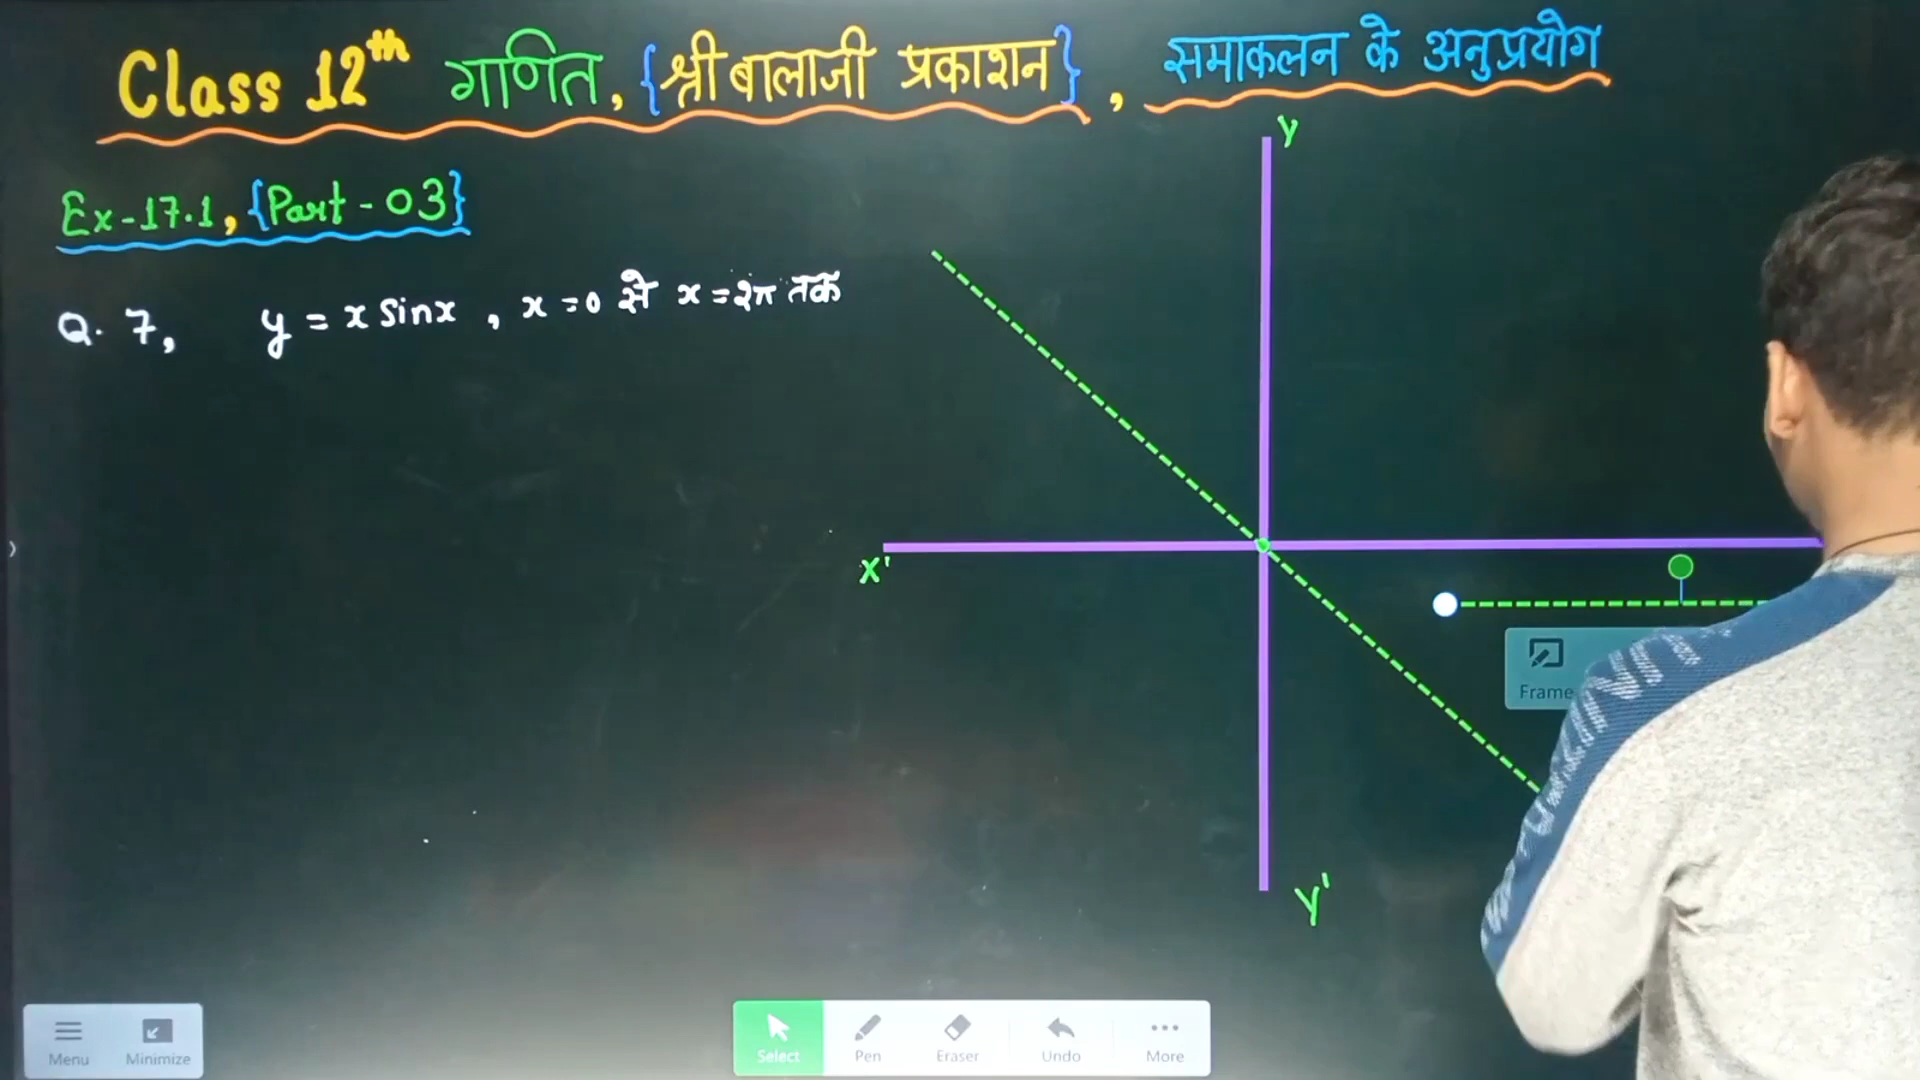 Class 12th गणित, {श्री बालाजी प्रकाशन}, समाकलन के अनुप्रयोग
Ex-17.1, {Part-03}
Q. 7, y = x sinx , x=0 से x=2π तक
Y
X'
Y'
Frame
Menu
Minimize
Select
Pen
Eraser
Undo
More